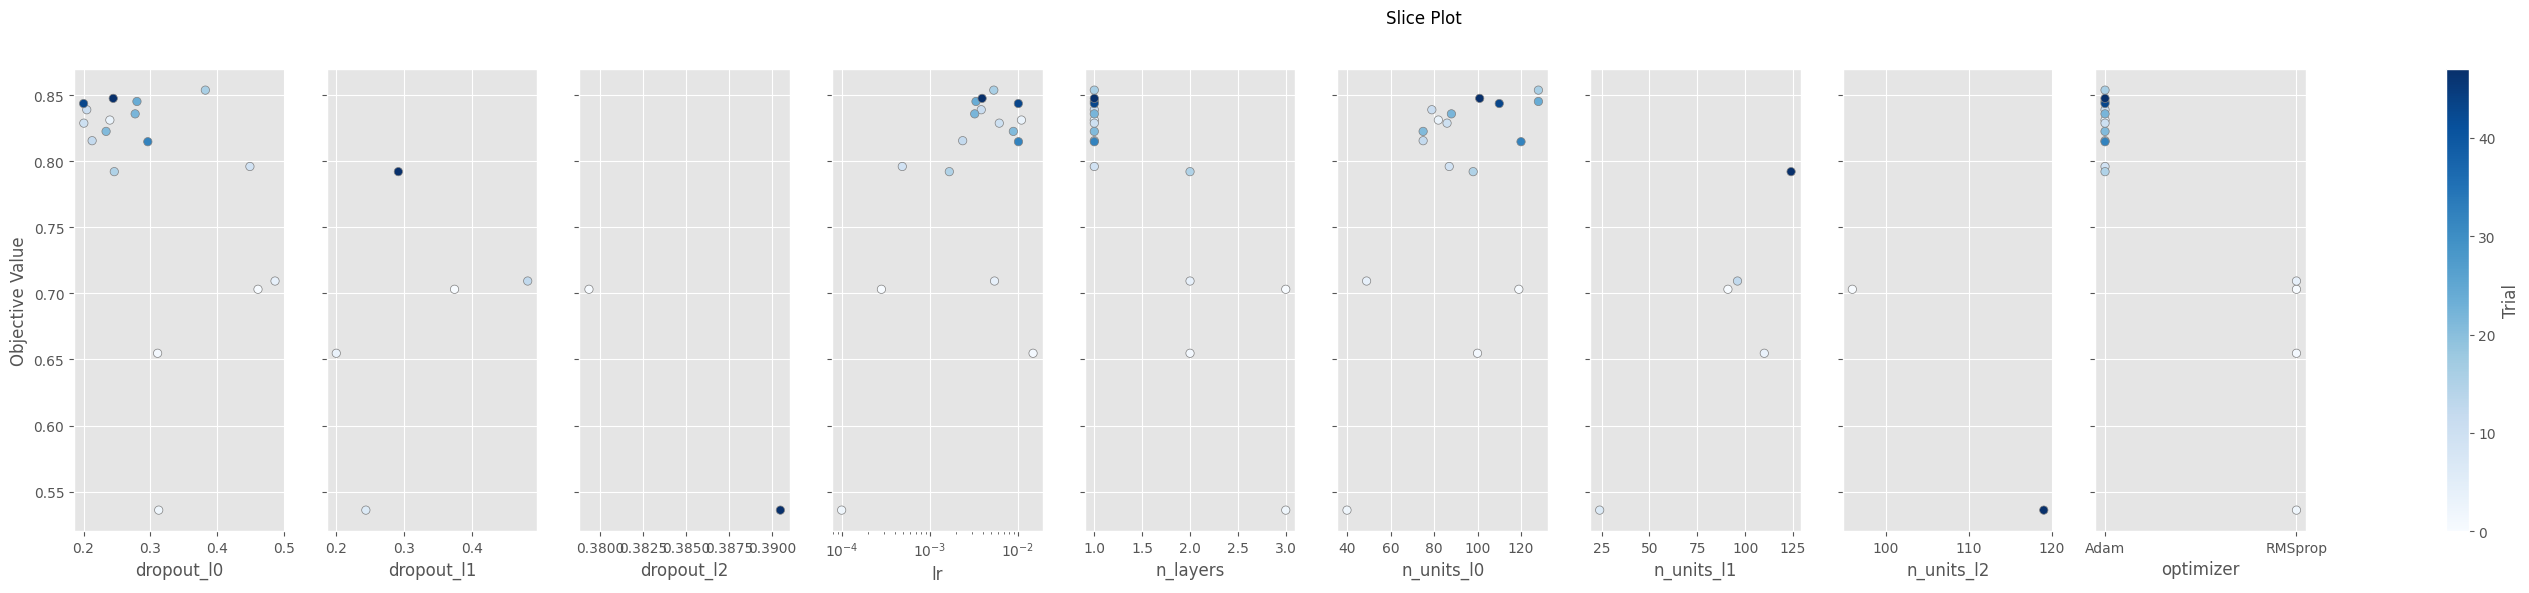 Slice Plot
Objective Value
0.85
0.80
0.75
0.70
0.65
0.60
0.55
0.2 0.3 0.4 0.5
dropout_l0
0.2 0.3 0.4
dropout_l1
0.3800 0.3825 0.3850 0.3875 0.3900
dropout_l2
10⁻⁴ 10⁻³ 10⁻²
lr
1.0 1.5 2.0 2.5 3.0
n_layers
40 60 80 100 120
n_units_l0
25 50 75 100 125
n_units_l1
100 110 120
n_units_l2
Adam RMSprop
optimizer
40
30
20
10
0
Trial